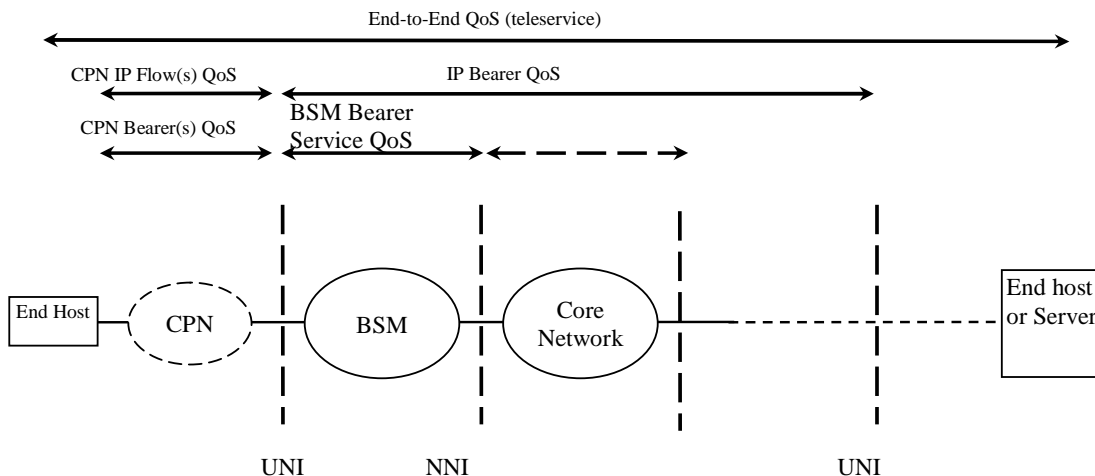 End-to-End QoS (teleservice)
CPN IP Flow(s) QoS
IP Bearer QoS
CPN Bearer(s) QoS
BSM Bearer
Service QoS
End Host
CPN
BSM
Core
Network
End host
or Server
UNI
NNI
UNI